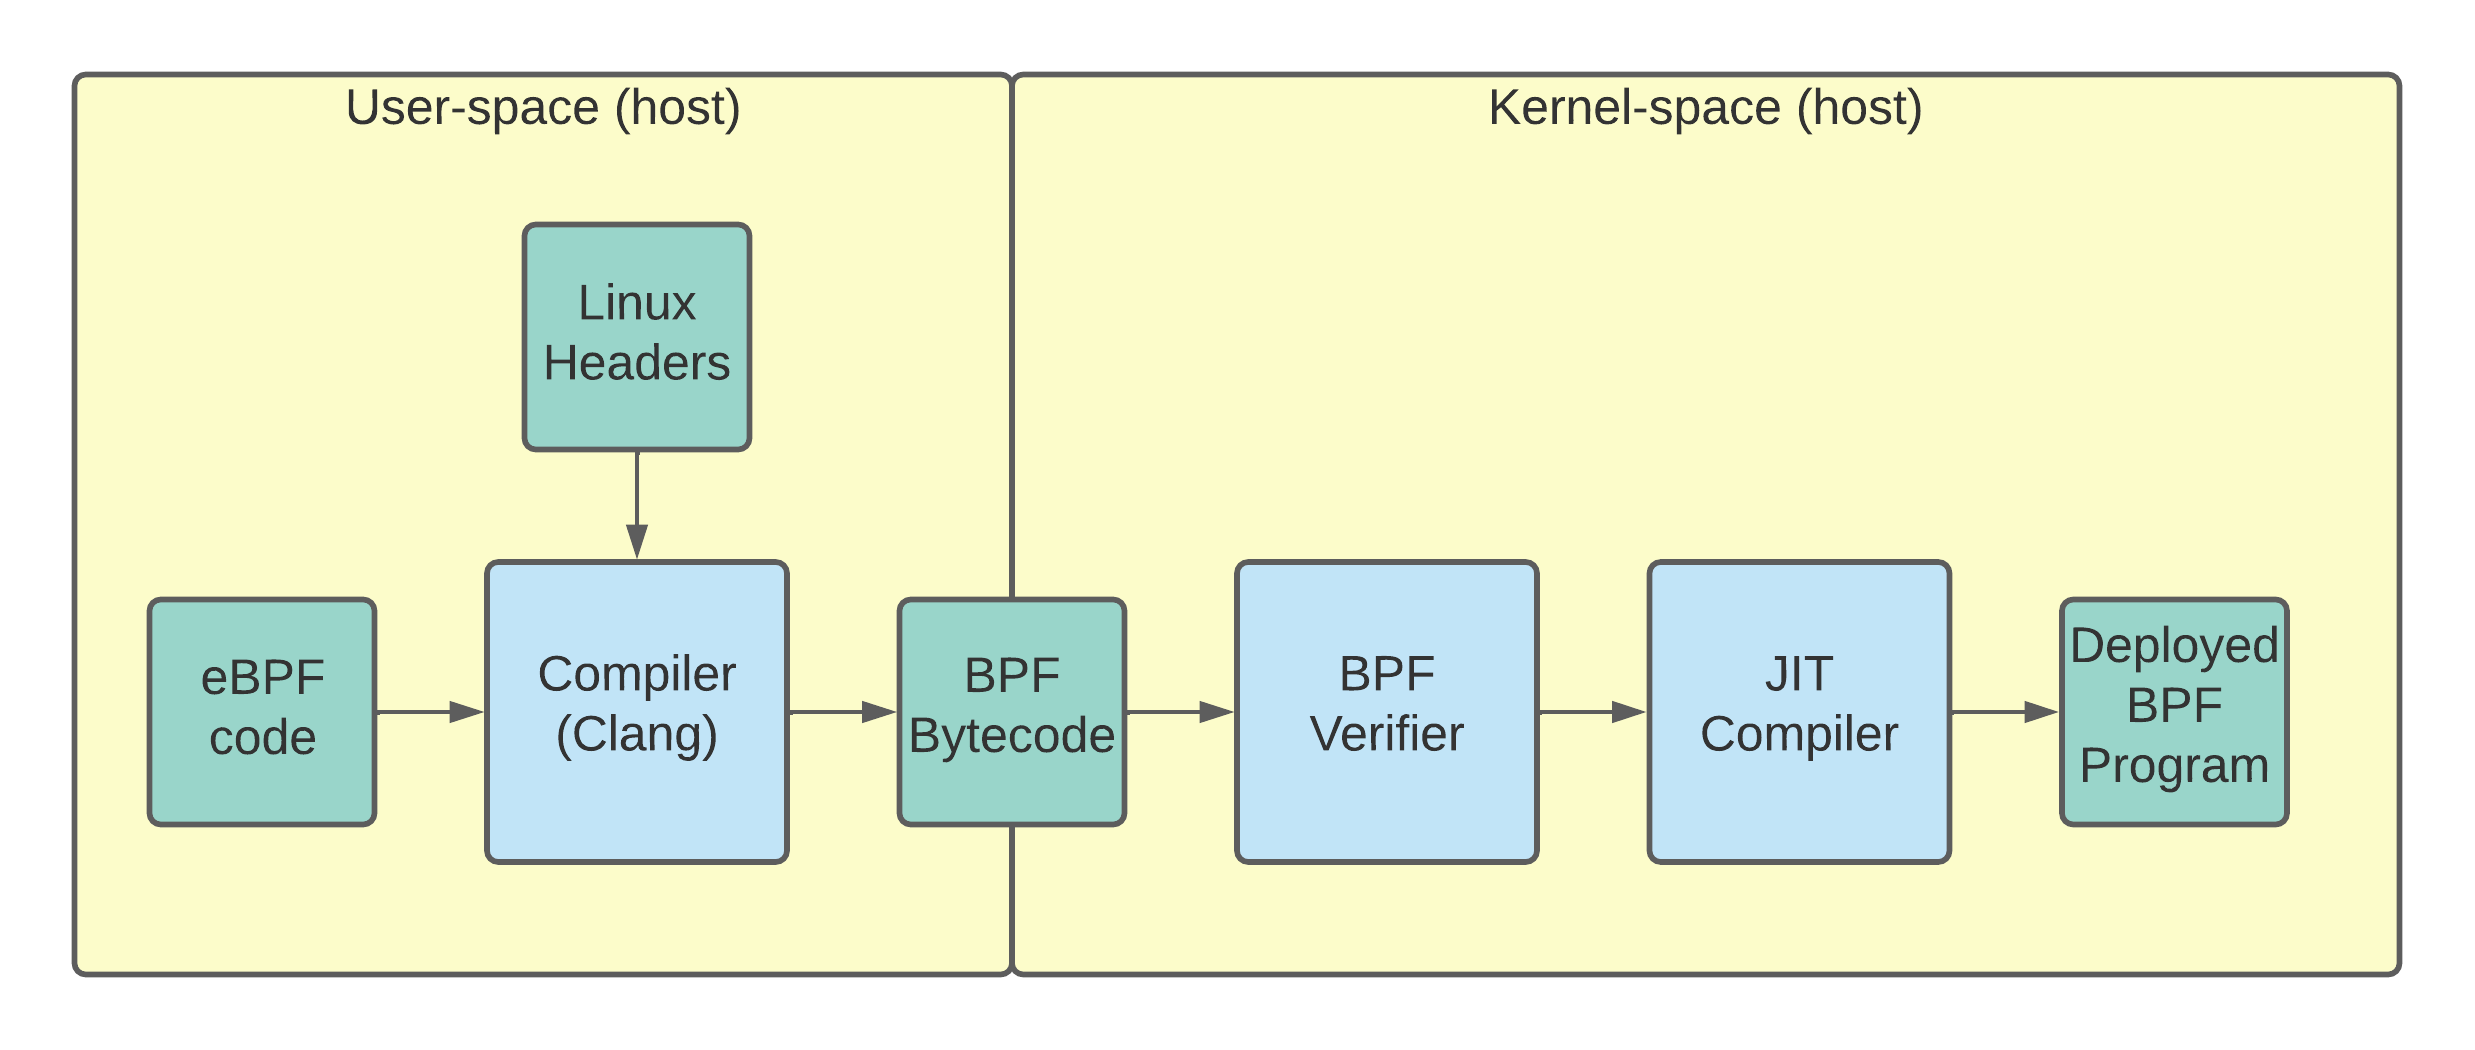 User-space (host)
Kernel-space (host)
Linux
Headers
eBPF
code
Compiler
(Clang)
BPF
Bytecode
BPF
Verifier
JIT
Compiler
Deployed
BPF
Program